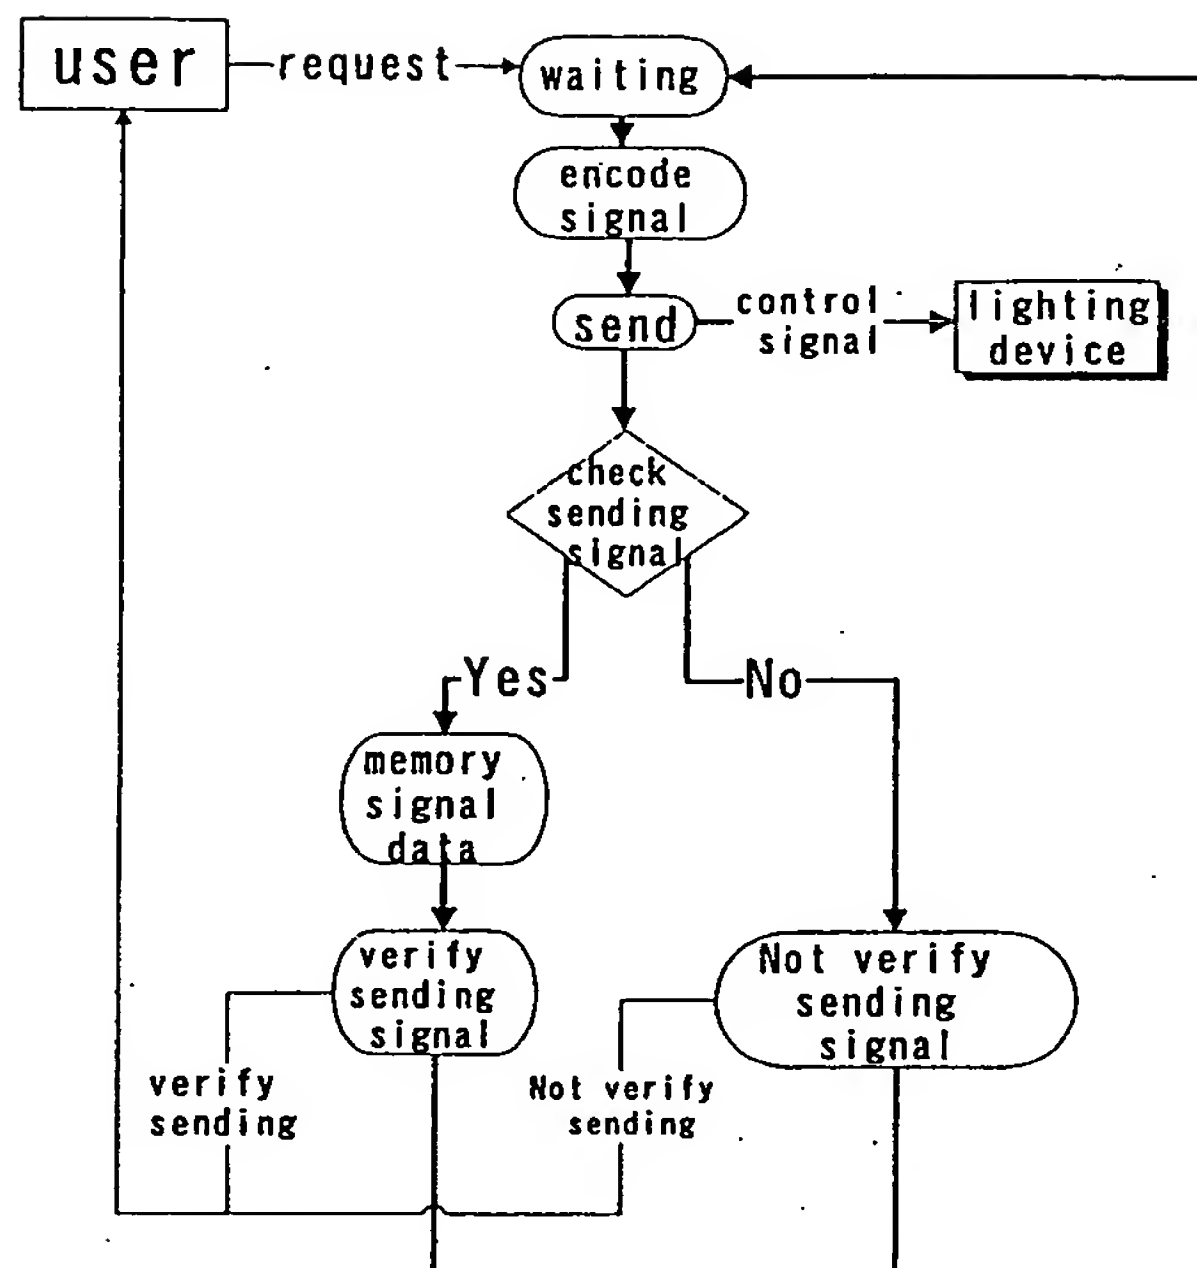 user
request
waiting
encode
signal
send
control
signal
lighting
device
check
sending
signal
Yes
No
memory
signal
data
verify
sending
signal
Not verify
sending
signal
verify
sending
Not verify
sending